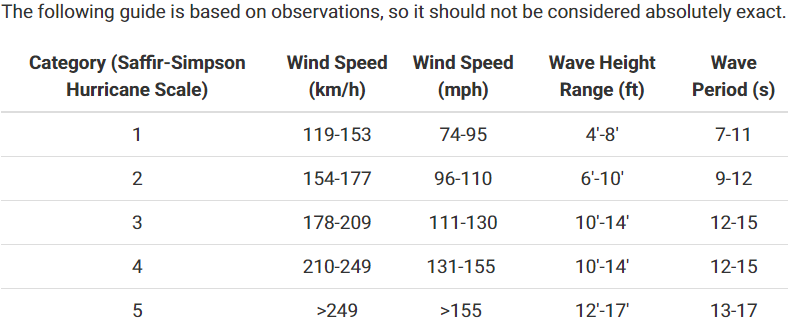 The following guide is based on observations, so it should not be considered absolutely exact.
Category (Saffir-Simpson Wind Speed Wind Speed Wave Height Wave
Hurricane Scale) (km/h) (mph) Range (ft) Period (s)
1 119-153 74-95 4'-8' 7-11
2 154-177 96-110 6'-10' 9-12
3 178-209 111-130 10'-14' 12-15
4 210-249 131-155 10'-14' 12-15
5 >249 >155 12'-17' 13-17